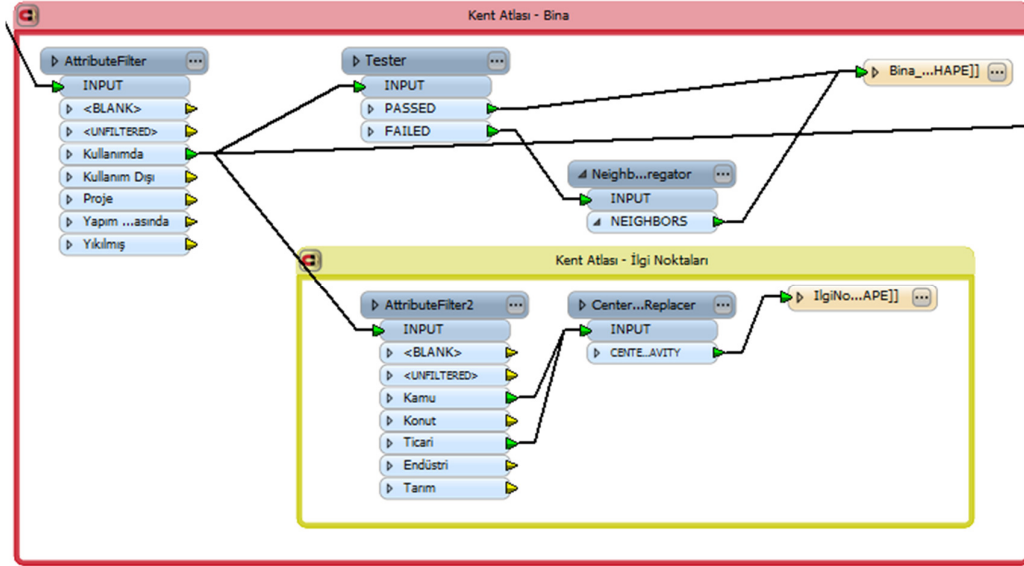 Kent Atlası - Bina
AttributeFilter
INPUT
<BLANK>
<UNFILTERED>
Kullanımda
Kullanım Dışı
Proje
Yapım ...asında
Yıkılmış
Tester
INPUT
PASSED
FAILED
Neighb...regator
INPUT
NEIGHBORS
Bina_...HAPE]]
Kent Atlası - İlgi Noktaları
AttributeFilter2
INPUT
<BLANK>
<UNFILTERED>
Kamu
Konut
Ticari
Endüstri
Tarım
Center...Replacer
INPUT
CENTE...AVITY
IlgiNo...APE]]